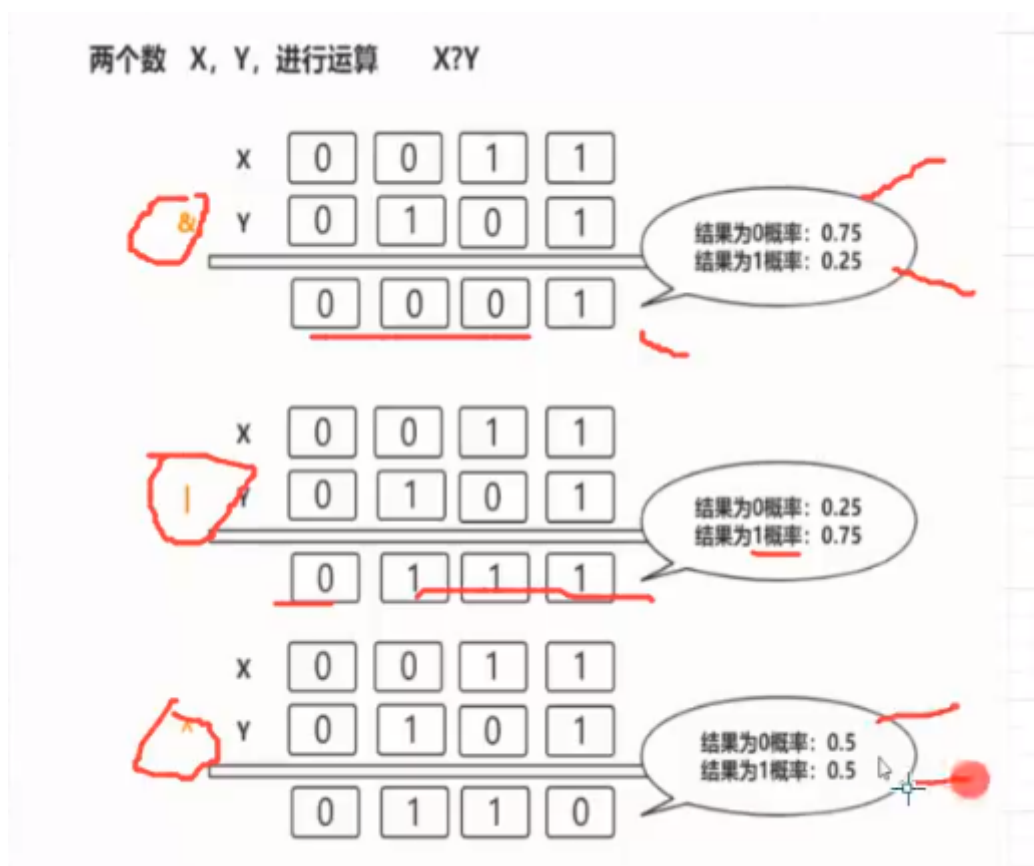 两个数 X，Y，进行运算 X?Y
X 0 0 1 1
& Y 0 1 0 1
结果为0概率：0.75
结果为1概率：0.25
0 0 0 1
X 0 0 1 1
| Y 0 1 0 1
结果为0概率：0.25
结果为1概率：0.75
0 1 1 1
X 0 0 1 1
^ Y 0 1 0 1
结果为0概率：0.5
结果为1概率：0.5
0 1 1 0